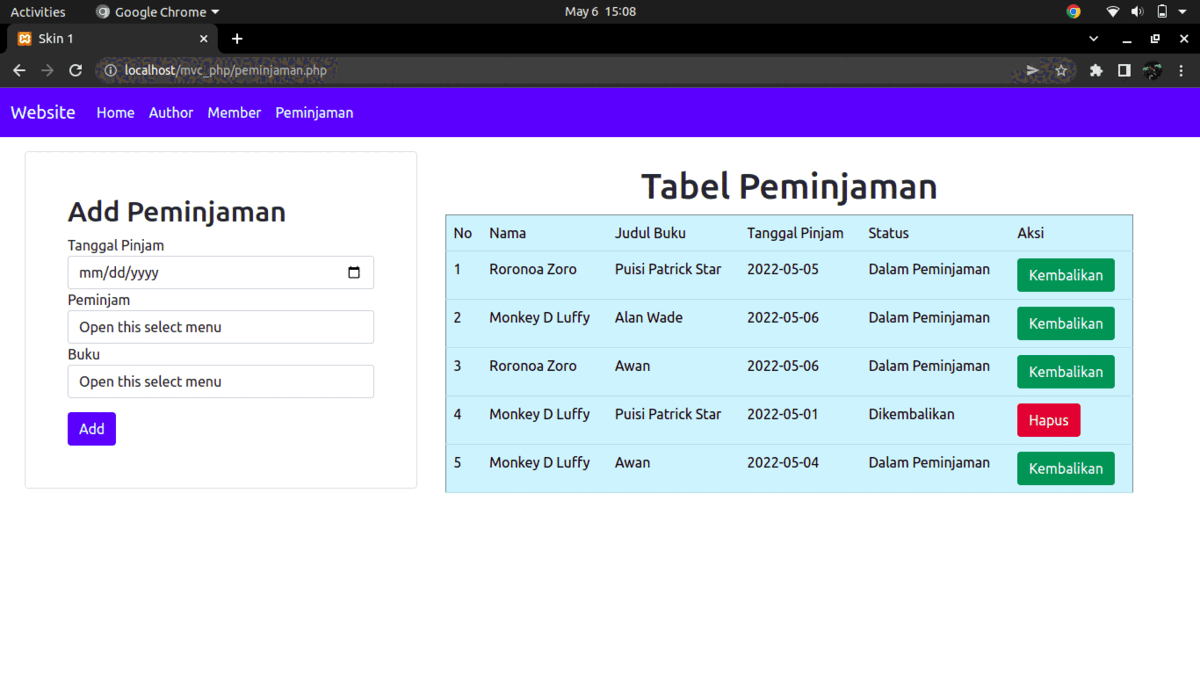 Activities Google Chrome May 6 15:08
Skin 1
localhost/mvc_php/peminjaman.php
Website Home Author Member Peminjaman
Add Peminjaman
Tanggal Pinjam
mm/dd/yyyy
Peminjam
Open this select menu
Buku
Open this select menu
Add
Tabel Peminjaman
No Nama Judul Buku Tanggal Pinjam Status Aksi
1 Roronoa Zoro Puisi Patrick Star 2022-05-05 Dalam Peminjaman Kembalikan
2 Monkey D Luffy Alan Wade 2022-05-06 Dalam Peminjaman Kembalikan
3 Roronoa Zoro Awan 2022-05-06 Dalam Peminjaman Kembalikan
4 Monkey D Luffy Puisi Patrick Star 2022-05-01 Dikembalikan Hapus
5 Monkey D Luffy Awan 2022-05-04 Dalam Peminjaman Kembalikan